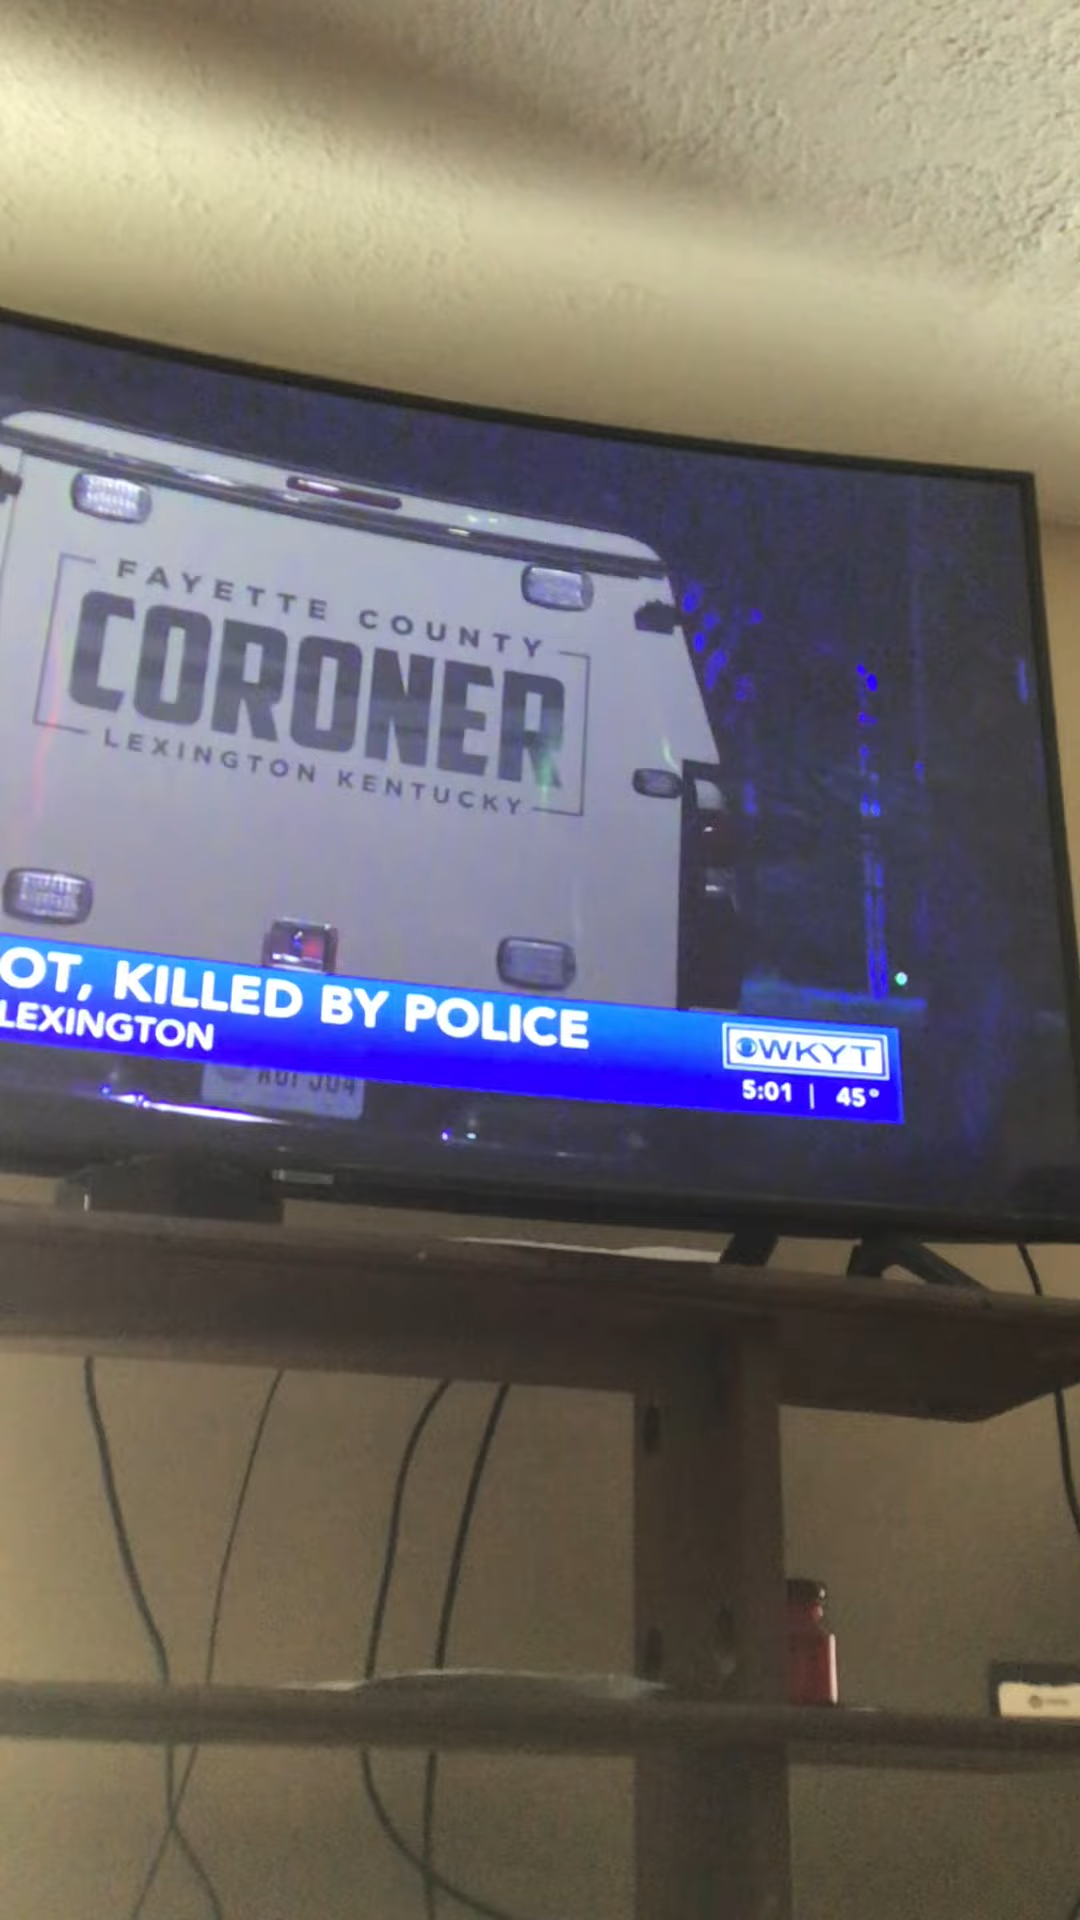 FAYETTE COUNTY
CORONER
LEXINGTON KENTUCKY
OT, KILLED BY POLICE
LEXINGTON
WKYT
5:01 | 45°